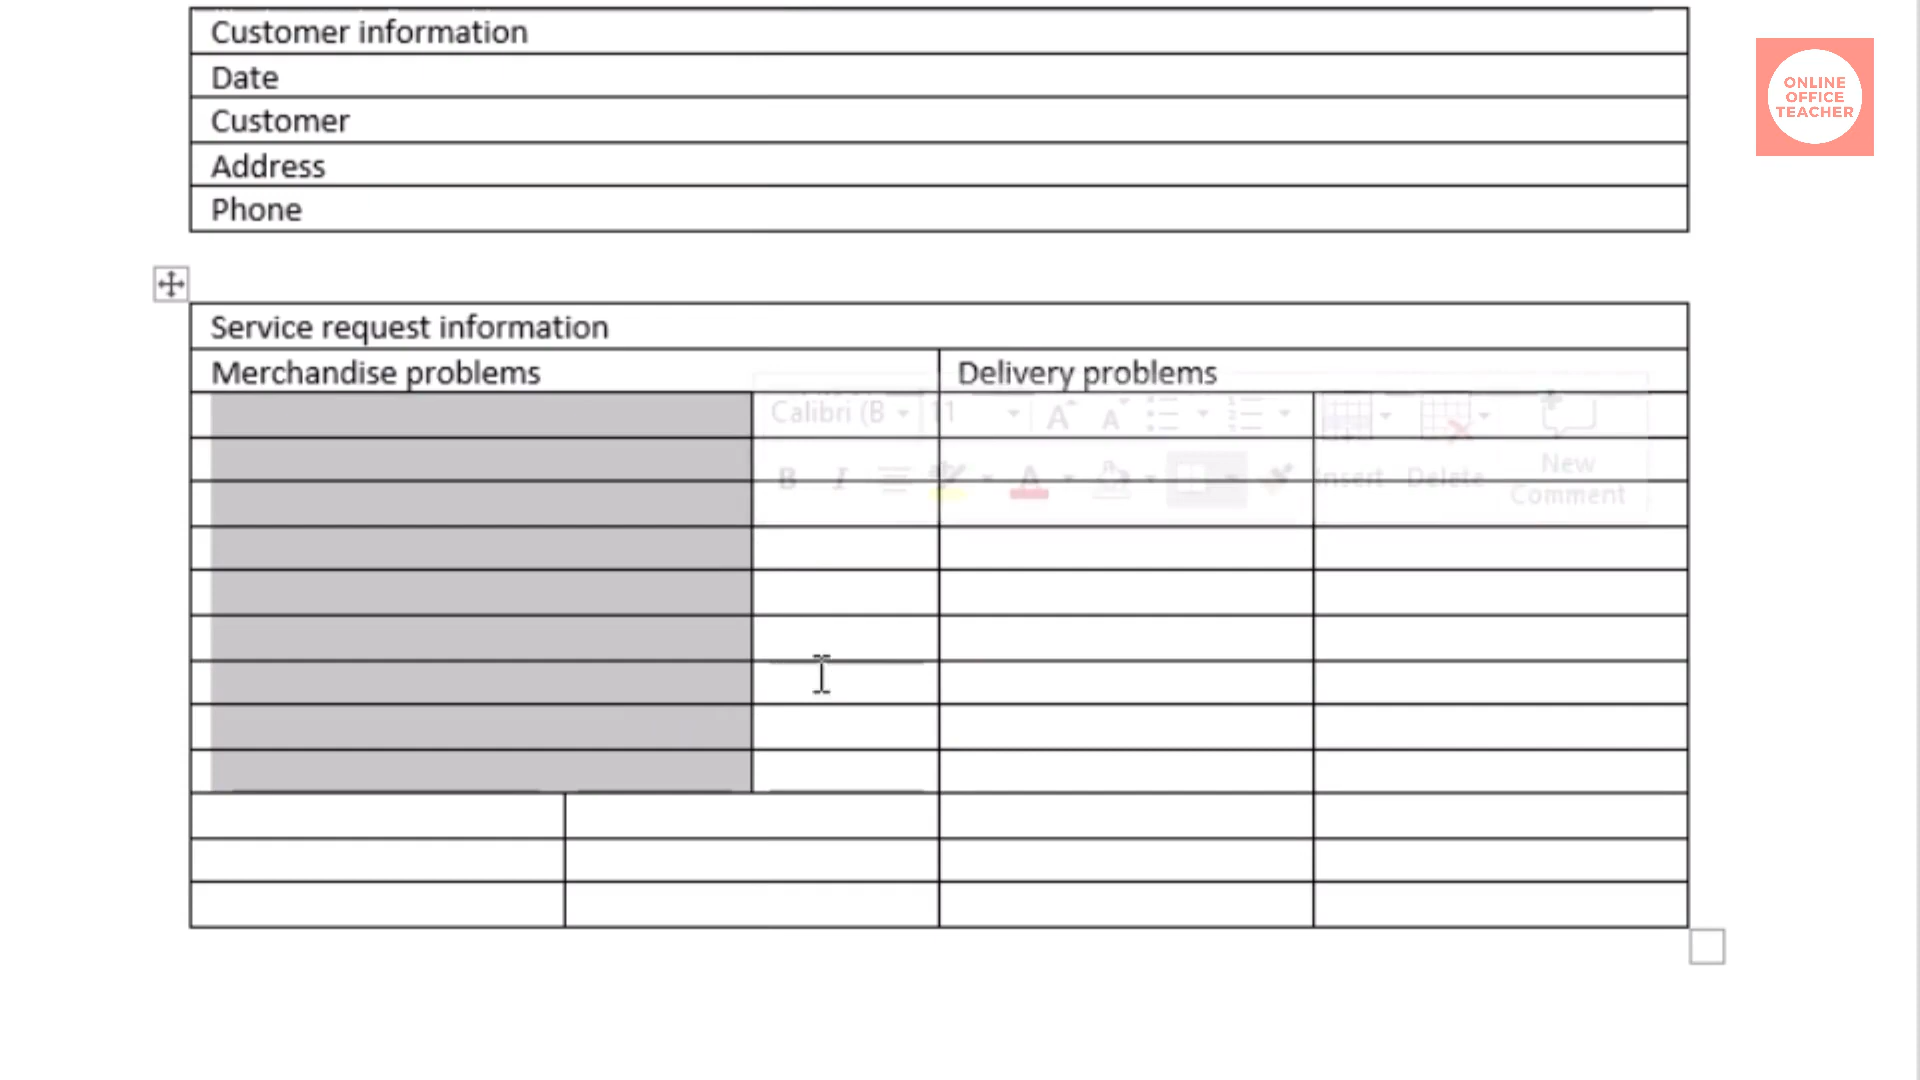 Customer information
Date
Customer
Address
Phone
ONLINE
OFFICE
TEACHER
Service request information
Merchandise problems
Delivery problems
Calibri (B
11
A A
New
B I A Insert Delete
Comment